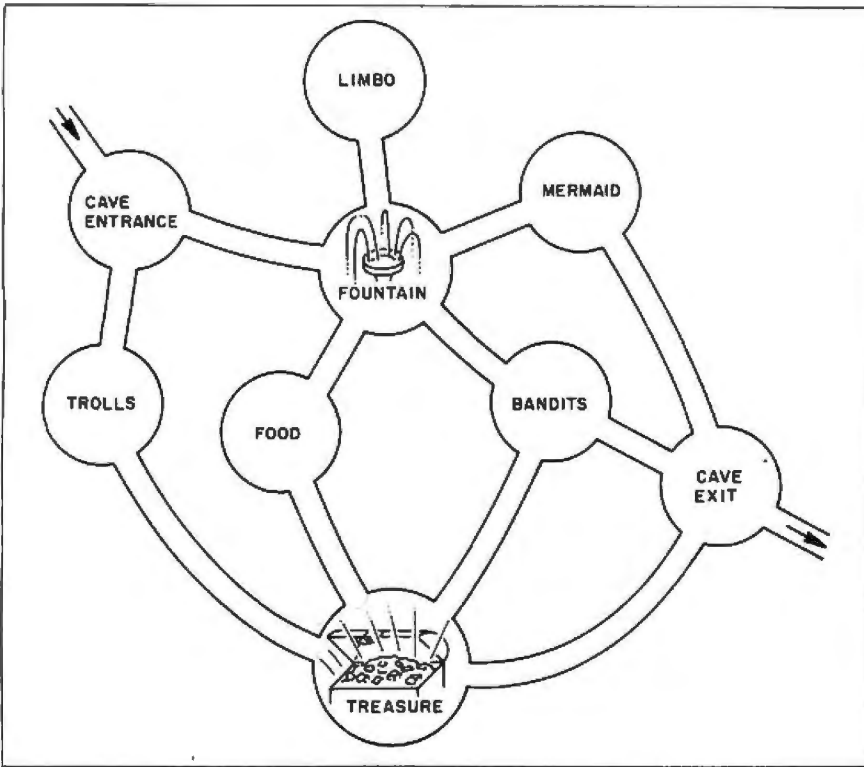 LIMBO
CAVE
ENTRANCE
MERMAID
FOUNTAIN
TROLLS
FOOD
BANDITS
CAVE
EXIT
TREASURE